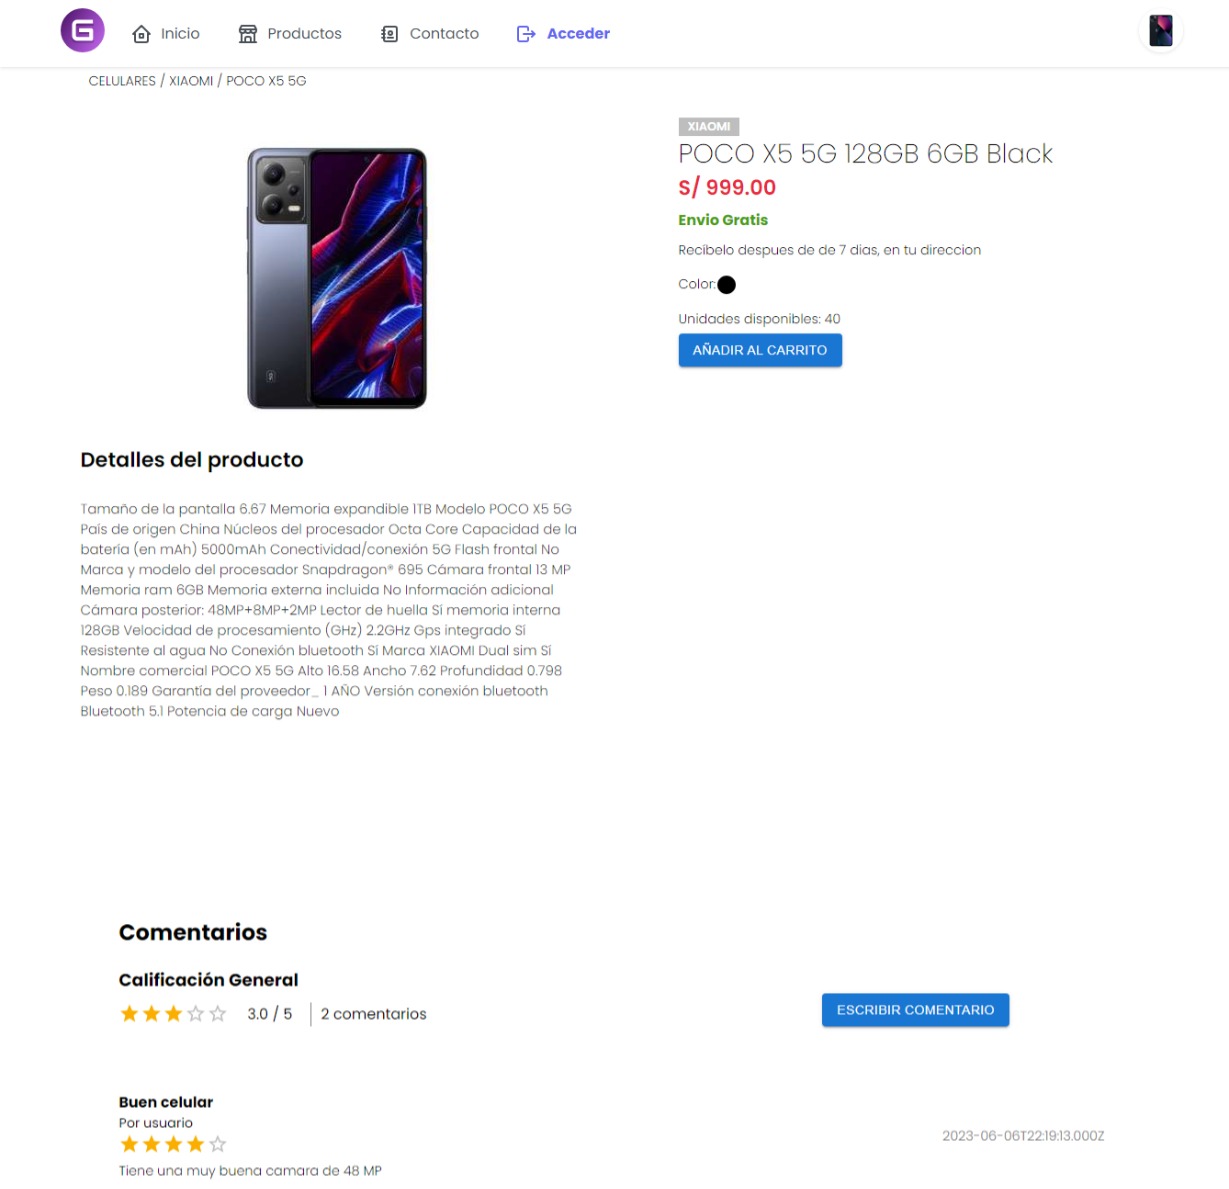 G
Inicio
Productos
Contacto
Acceder
CELULARES / XIAOMI / POCO X5 5G
XIAOMI
POCO X5 5G 128GB 6GB Black
S/ 999.00
Envio Gratis
Recíbelo despues de de 7 dias, en tu direccion
Color:
Unidades disponibles: 40
AÑADIR AL CARRITO
Detalles del producto
Tamaño de la pantalla 6.67 Memoria expandible 1TB Modelo POCO X5 5G
País de origen China Núcleos del procesador Octa Core Capacidad de la
batería (en mAh) 5000mAh Conectividad/conexión 5G Flash frontal No
Marca y modelo del procesador Snapdragon® 695 Cámara frontal 13 MP
Memoria ram 6GB Memoria externa incluida No Información adicional
Cámara posterior: 48MP+8MP+2MP Lector de huella Sí memoria interna
128GB Velocidad de procesamiento (GHz) 2.2GHz Gps integrado Sí
Resistente al agua No Conexión bluetooth Sí Marca XIAOMI Dual sim Sí
Nombre comercial POCO X5 5G Alto 16.58 Ancho 7.62 Profundidad 0.798
Peso 0.189 Garantía del proveedor_ 1 AÑO Versión conexión bluetooth
Bluetooth 5.1 Potencia de carga Nuevo
Comentarios
Calificación General
3.0 / 5 2 comentarios
ESCRIBIR COMENTARIO
Buen celular
Por usuario
2023-06-06T22:19:13.000Z
Tiene una muy buena camara de 48 MP